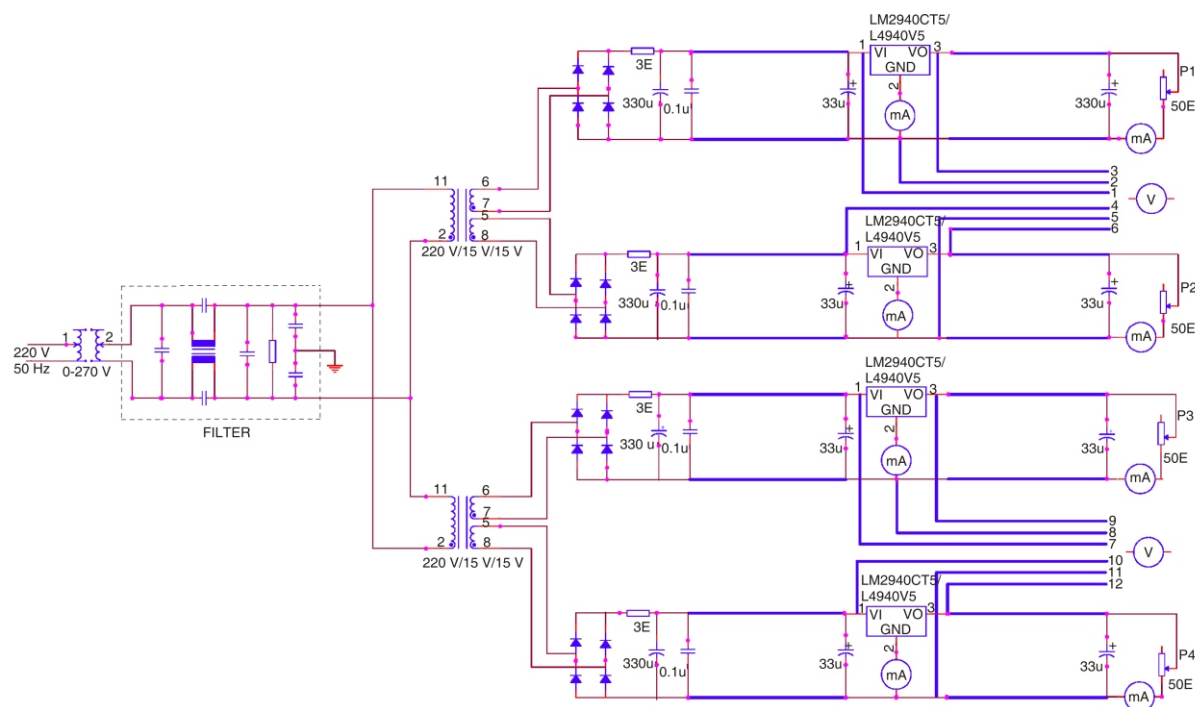 LM2940CT5/
L4940V5
1 VI VO 3
GND
2
mA
3E
330u
0.1u
33u
330u
P1
50E
mA
3
2
1
V
4
5
6
11
6
7
5
2
8
220 V/15 V/15 V
LM2940CT5/
L4940V5
1 VI VO 3
GND
2
mA
3E
330u
0.1u
33u
33u
P2
50E
mA
1
2
220 V
50 Hz
0-270 V
FILTER
LM2940CT5/
L4940V5
1 VI VO 3
GND
2
mA
3E
330 u
0.1u
33u
33u
P3
50E
mA
9
8
7
V
10
11
12
11
6
7
5
2
8
220 V/15 V/15 V
LM2940CT5/
L4940V5
1 VI VO 3
GND
2
mA
3E
330u
0.1u
33u
33u
P4
50E
mA